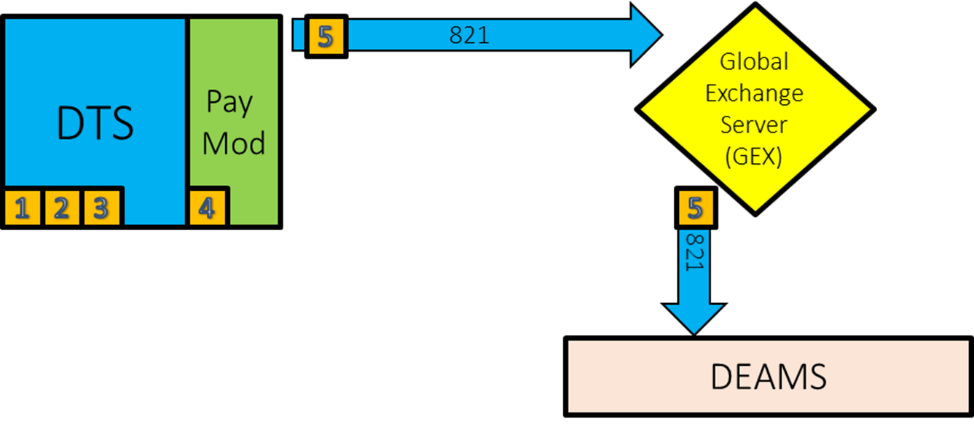 DTS
Pay
Mod
1 2 3
4
5
821
Global
Exchange
Server
(GEX)
5
821
DEAMS